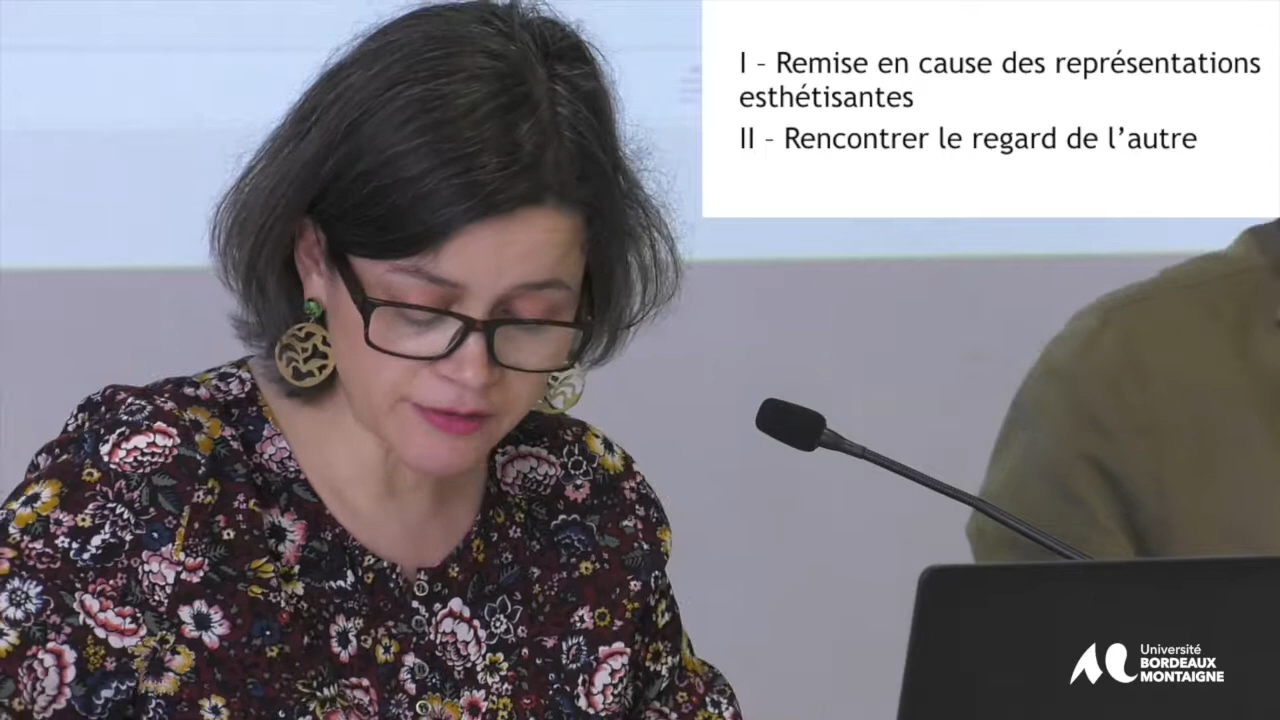 I – Remise en cause des représentations
esthétisantes
II – Rencontrer le regard de l’autre
Université
BORDEAUX
MONTAIGNE